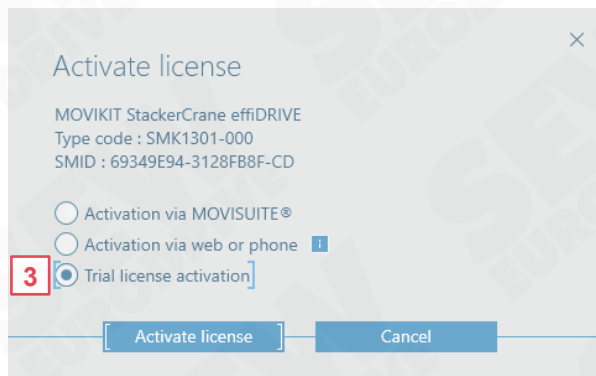 Activate license
MOVIKIT StackerCrane effiDRIVE
Type code : SMK1301-000
SMID : 69349E94-3128FB8F-CD
Activation via MOVISUITE®
Activation via web or phone i
3 Trial license activation
Activate license Cancel